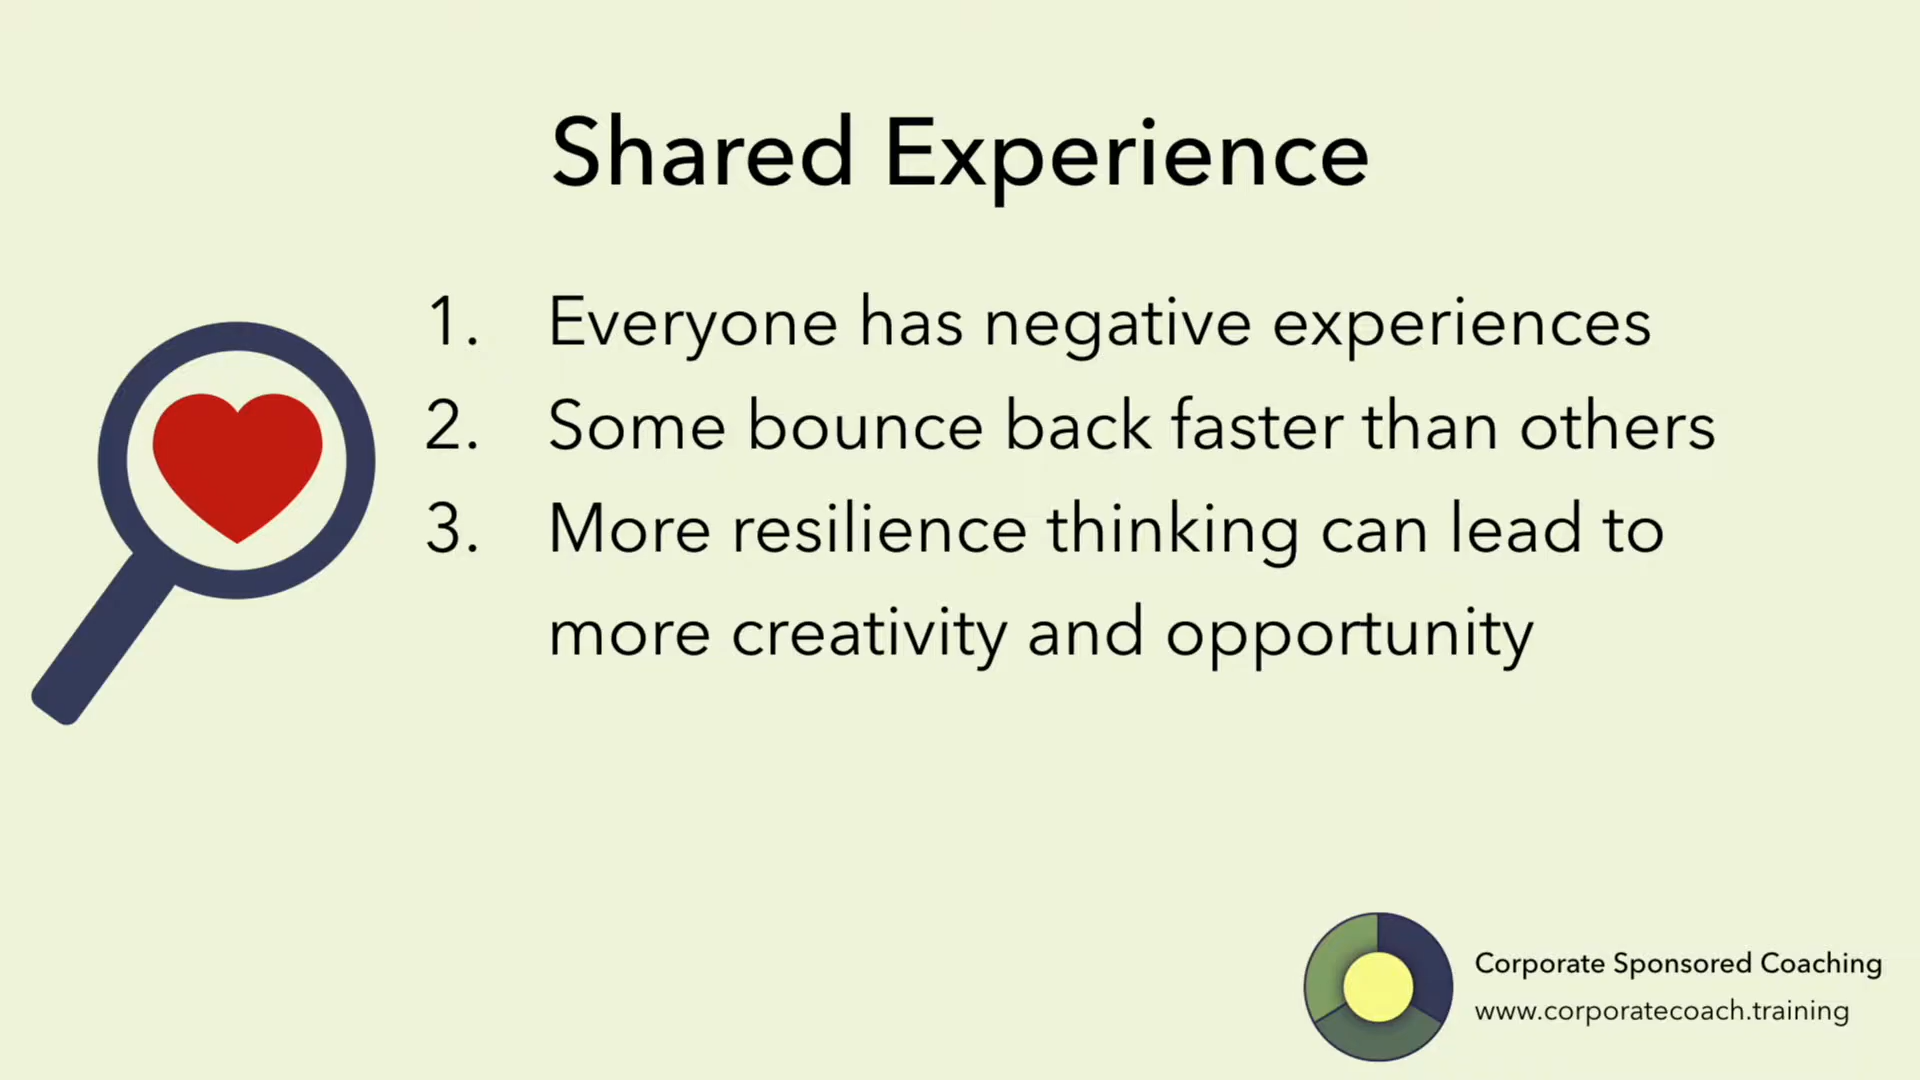 Shared Experience
1. Everyone has negative experiences
2. Some bounce back faster than others
3. More resilience thinking can lead to
more creativity and opportunity
Corporate Sponsored Coaching
www.corporatecoach.training